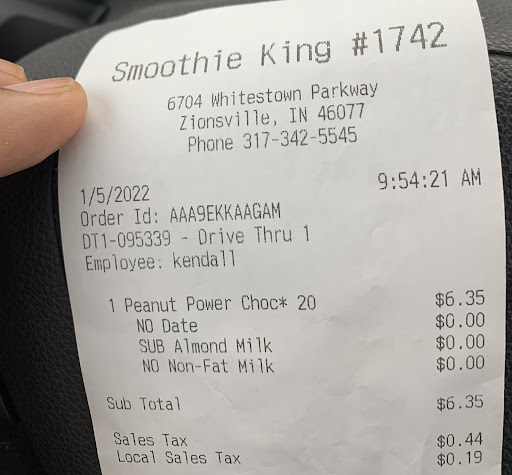 Smoothie King #1742
6704 Whitestown Parkway
Zionsville, IN 46077
Phone 317-342-5545
1/5/2022 9:54:21 AM
Order Id: AAA9EKKAAGAM
DT1-095339 - Drive Thru 1
Employee: kendall
1 Peanut Power Choc* 20 $6.35
NO Date $0.00
SUB Almond Milk $0.00
NO Non-Fat Milk $0.00
Sub Total $6.35
Sales Tax $0.44
Local Sales Tax $0.19